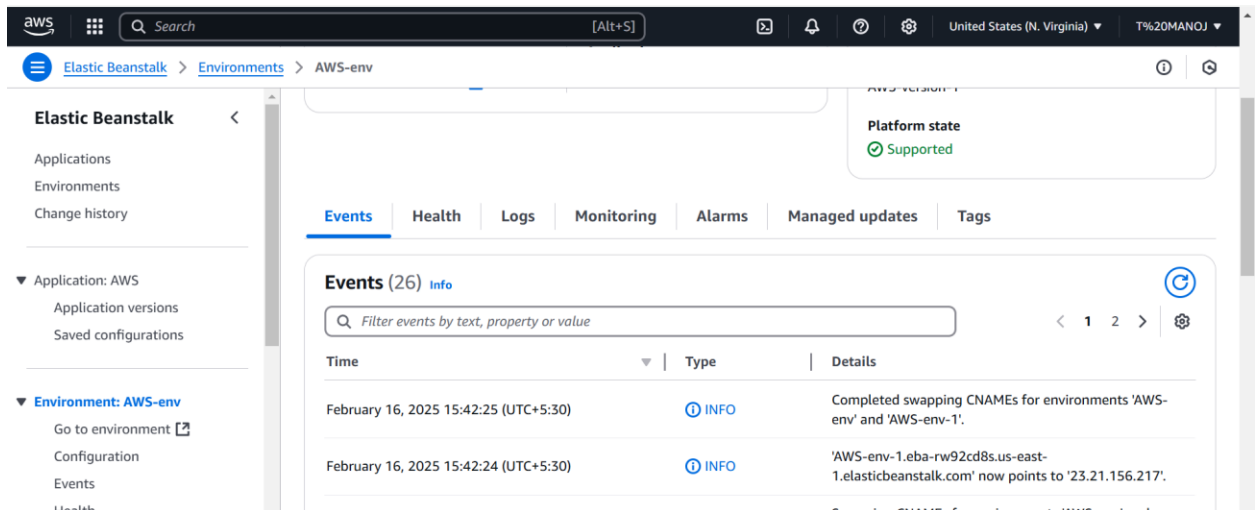 aws
Search [Alt+S]
United States (N. Virginia) ▼ T%20MANOJ ▼
Elastic Beanstalk > Environments > AWS-env
Elastic Beanstalk
Applications
Environments
Change history
▼ Application: AWS
Application versions
Saved configurations
▼ Environment: AWS-env
Go to environment
Configuration
Events
Health
AWS-version-1
Platform state
Supported
Events Health Logs Monitoring Alarms Managed updates Tags
Events (26) Info
Filter events by text, property or value
< 1 2 >
Time ▼ | Type | Details
February 16, 2025 15:42:25 (UTC+5:30) INFO Completed swapping CNAMEs for environments 'AWS-
env' and 'AWS-env-1'.
February 16, 2025 15:42:24 (UTC+5:30) INFO 'AWS-env-1.eba-rw92cd8s.us-east-
1.elasticbeanstalk.com' now points to '23.21.156.217'.